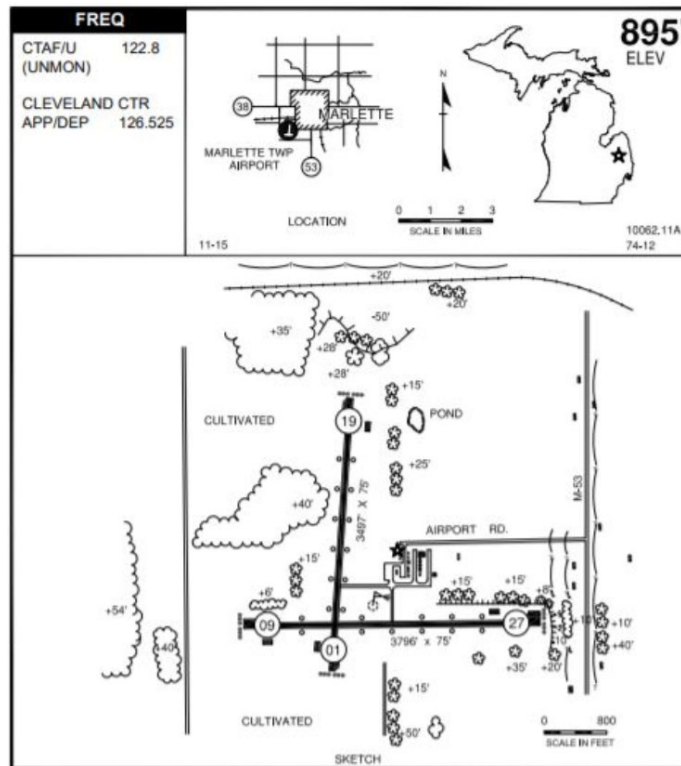 FREQ
CTAF/U 122.8
(UNMON)
CLEVELAND CTR
APP/DEP 126.525
38
MARLETTE
MARLETTE TWP
AIRPORT
53
LOCATION
11-15
N
0 1 2 3
SCALE IN MILES
895'
ELEV
10062.11A
74-12
+20'
+20'
+35'
-50'
+28'
+28'
+15'
CULTIVATED
19
POND
+25'
+40'
3497' X 75'
M-53
AIRPORT RD.
+15'
+6'
+15'
+15'
+8'
+54'
+40'
09
27
+10'
+10'
01
3796' x 75'
+40'
+35'
+20'
+15'
CULTIVATED
+50'
0 800
SCALE IN FEET
SKETCH